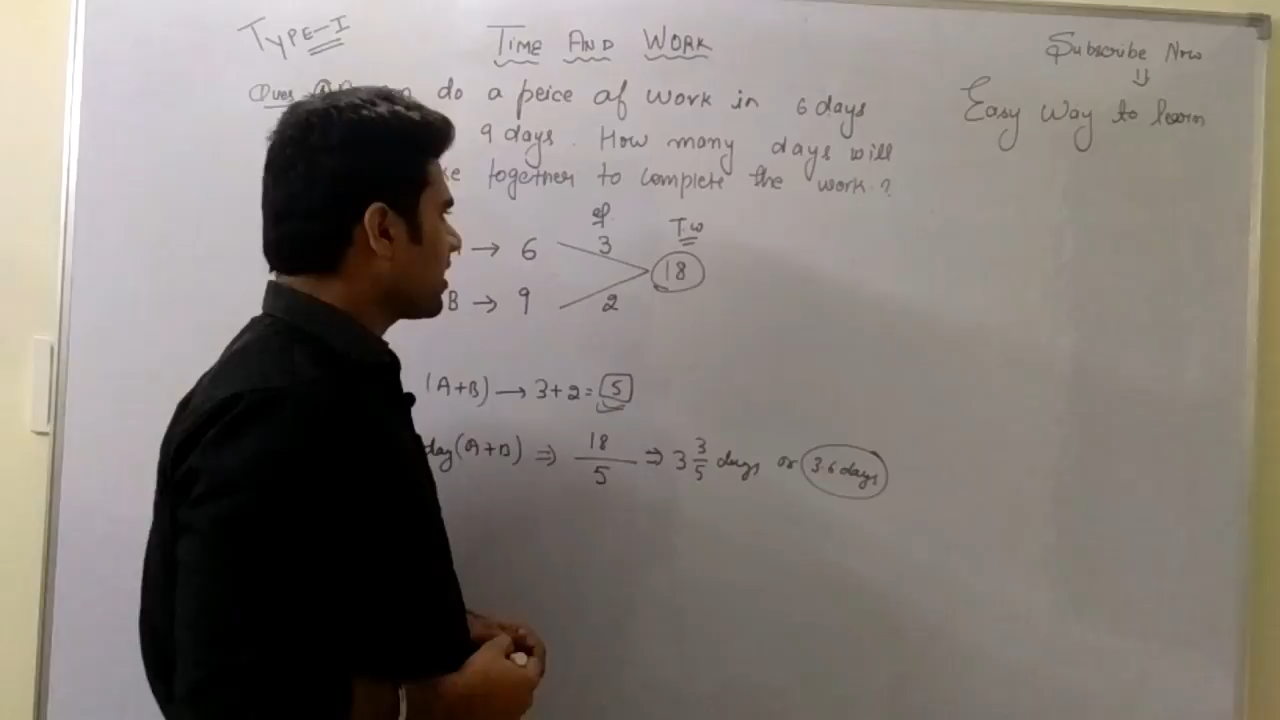 TYPE-I
TIME AND WORK
Subscribe Now
⇓
Easy Way to learn
Ques do a peice of work in 6 days
9 days. How many days will
together to complete the work?
ef. T.W
→ 6 3 18
B → 9 2
(A+B) → 3+2=5
day(A+B) ⇒ 18/5 ⇒ 3 3/5 days or 3.6 days